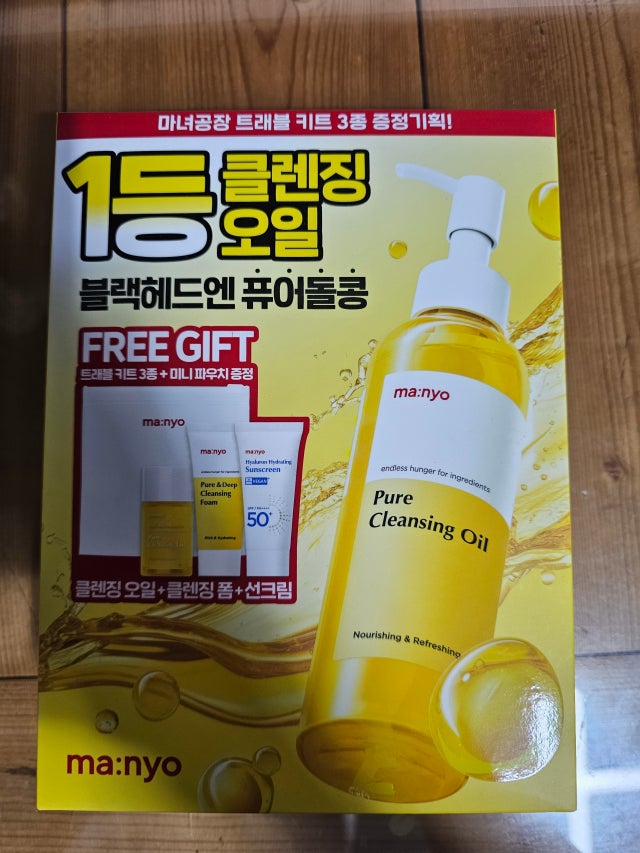 마녀공장 트래블 키트 3종 증정기획!
1등 클렌징
오일
블랙헤드엔 퓨어돌콩
FREE GIFT
트래블 키트 3종 + 미니 파우치 증정
ma:nyo
ma:nyo
endless hunger for ingredients
Pure & Deep
Cleansing
Foam
ma:nyo
Hyaluron Hydrating
Sunscreen
VEGAN
50+
클렌징 오일+클렌징 폼+선크림
ma:nyo
endless hunger for ingredients
Pure
Cleansing Oil
Nourishing & Refreshing
ma:nyo